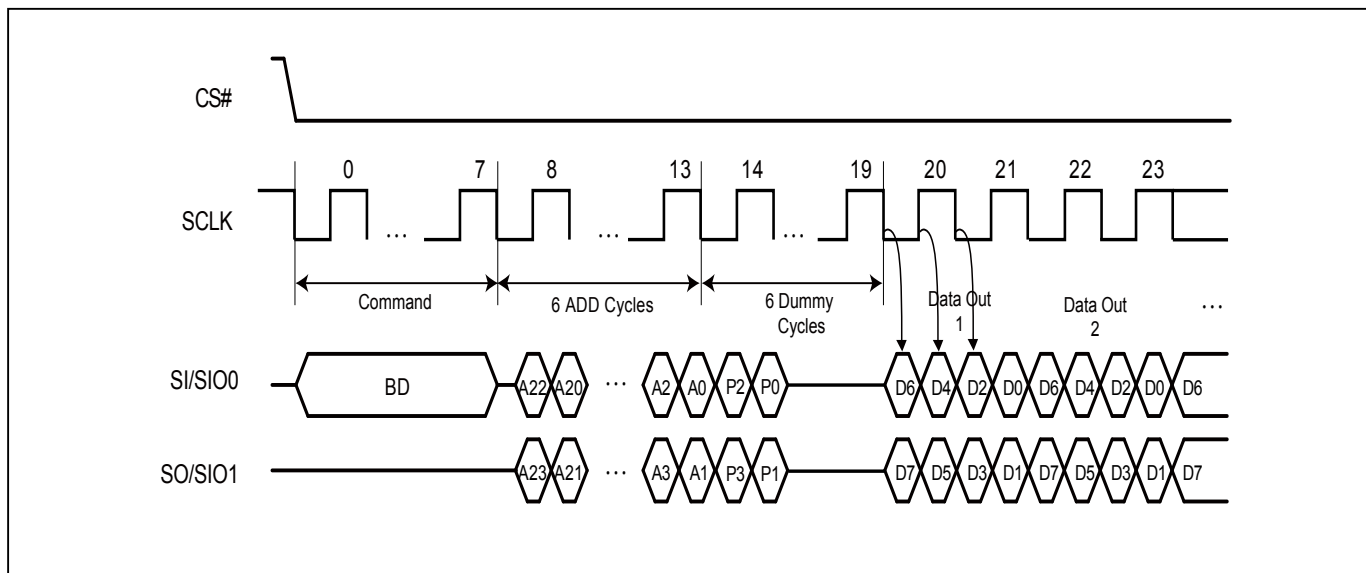 CS#
0 7 8 13 14 19 20 21 22 23
SCLK
... ... ...
Command
6 ADD Cycles
6 Dummy
Cycles
Data Out
1
Data Out
2
...
SI/SIO0
BD
A22 A20 ... A2 A0 P2 P0 D6 D4 D2 D0 D6 D4 D2 D0 D6
SO/SIO1
A23 A21 ... A3 A1 P3 P1 D7 D5 D3 D1 D7 D5 D3 D1 D7